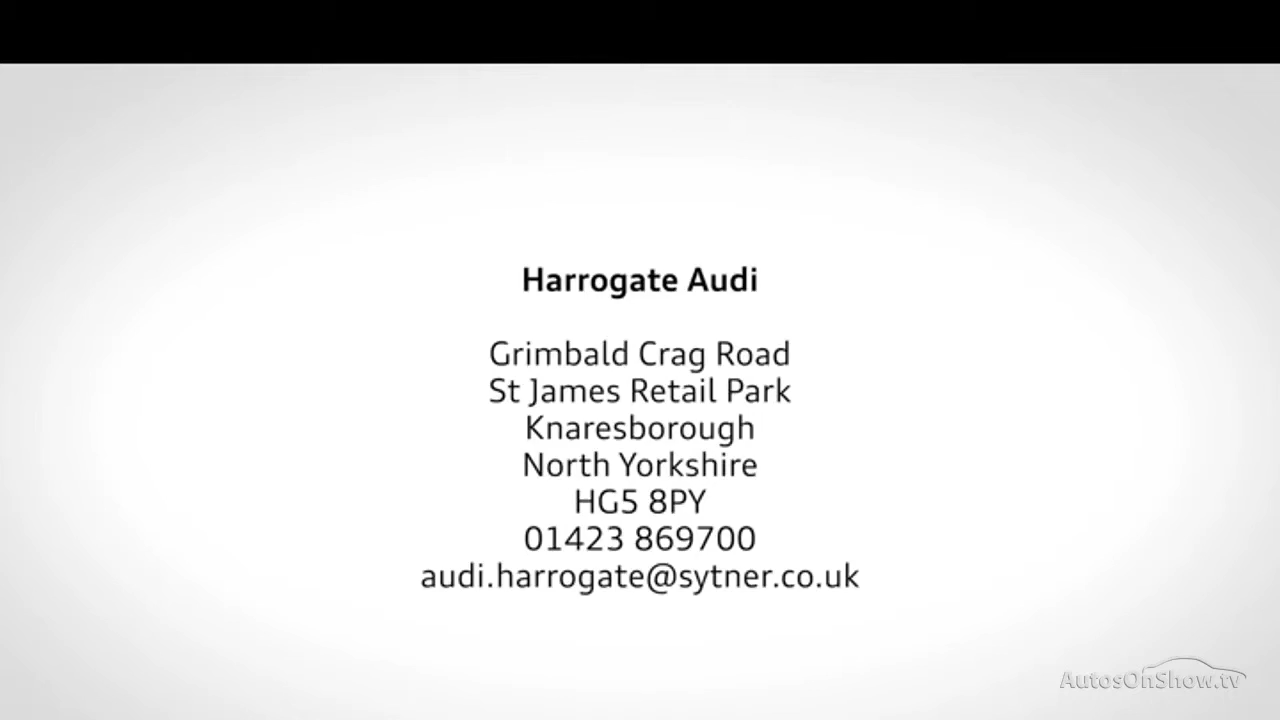 Harrogate Audi
Grimbald Crag Road
St James Retail Park
Knaresborough
North Yorkshire
HG5 8PY
01423 869700
audi.harrogate@sytner.co.uk
AutosOnShow.tv